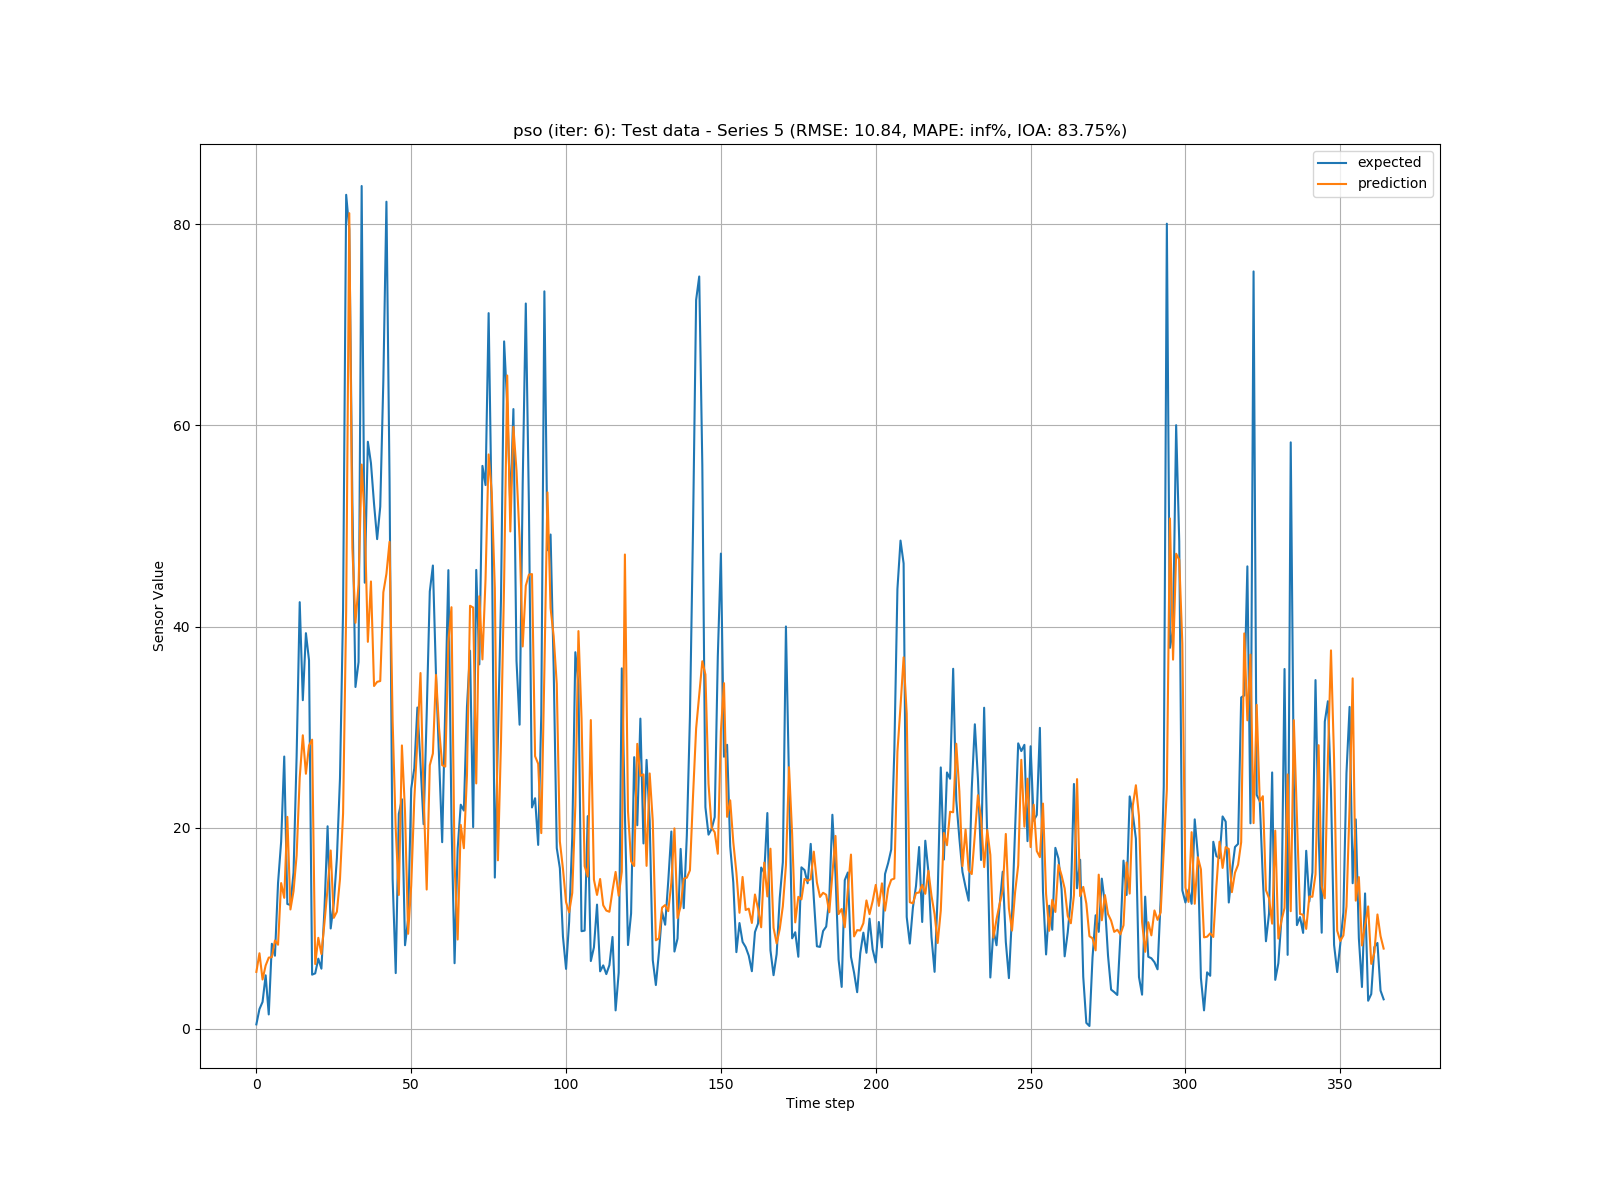 pso (iter: 6): Test data - Series 5 (RMSE: 10.84, MAPE: inf%, IOA: 83.75%)
expected
prediction
80
60
40
20
0
Sensor Value
0 50 100 150 200 250 300 350
Time step